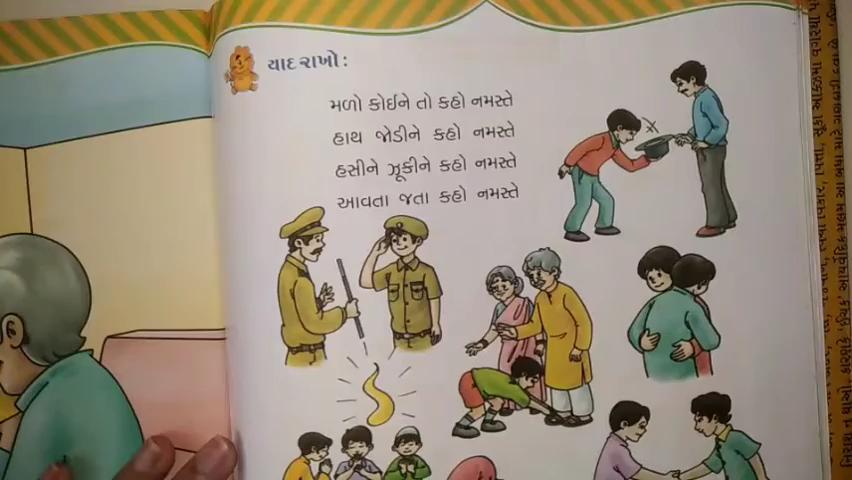 યાદ રાખો :
મળો કોઈને તો કહો નમસ્તે
હાથ જોડીને કહો નમસ્તે
હસીને ઝૂકીને કહો નમસ્તે
આવતા જતા કહો નમસ્તે